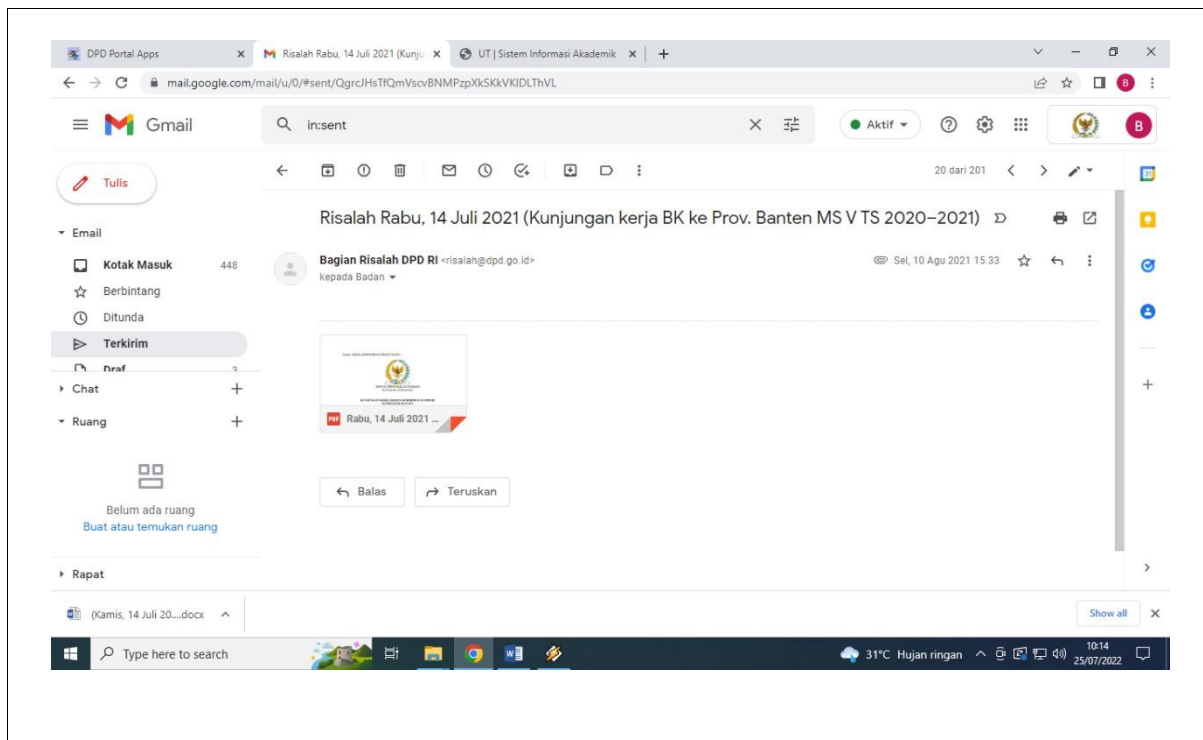 DPD Portal Apps
Risalah Rabu, 14 Juli 2021 (Kunju
UT | Sistem Informasi Akademik
mail.google.com/mail/u/0/#sent/QgrcJHsTfQmVscvBNMPzpXkSKkVKIDLThVL
B
Gmail
in:sent
Aktif
B
Tulis
20 dari 201
31
Risalah Rabu, 14 Juli 2021 (Kunjungan kerja BK ke Prov. Banten MS V TS 2020–2021)
Email
Bagian Risalah DPD RI <risalah@dpd.go.id>
Sel, 10 Agu 2021 15.33
kepada Badan
Kotak Masuk 448
Berbintang
Ditunda
Terkirim
Draf 3
Chat
Ruang
PDF Rabu, 14 Juli 2021 ...
Balas
Teruskan
Belum ada ruang
Buat atau temukan ruang
Rapat
(Kamis, 14 Juli 20....docx
Show all
Type here to search
31°C Hujan ringan
10:14
25/07/2022